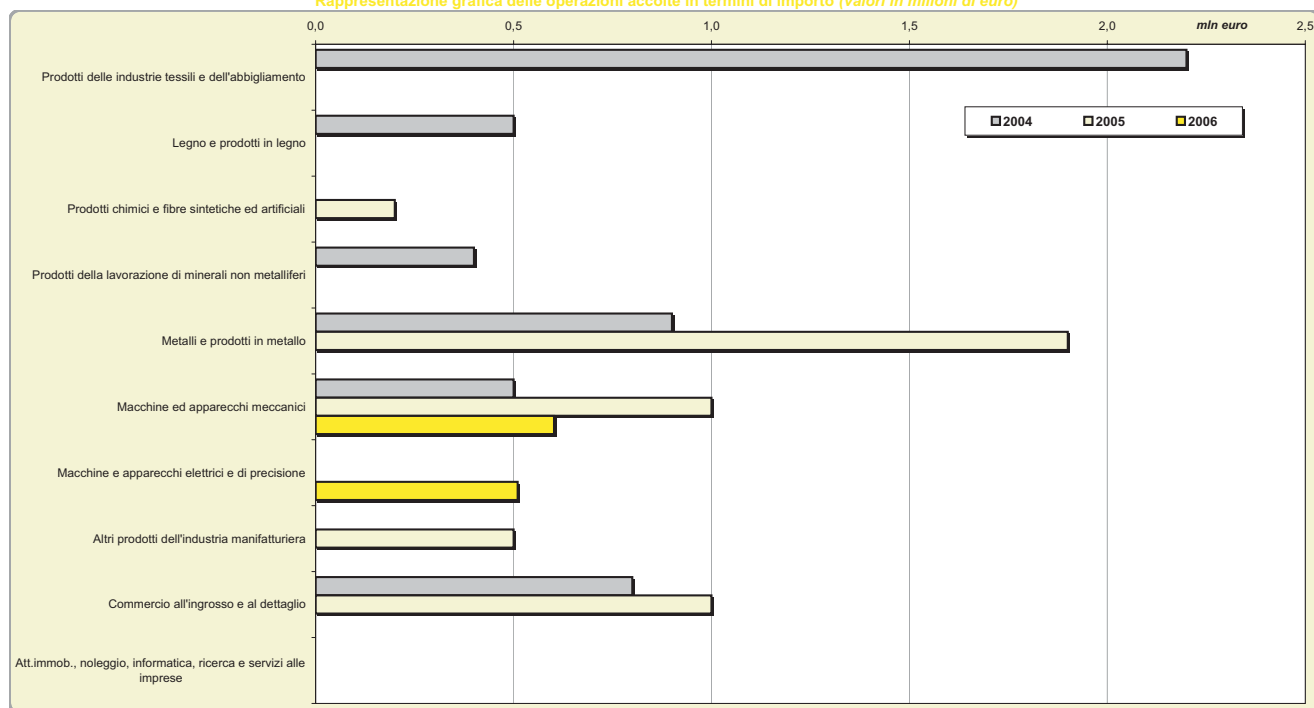 Rappresentazione grafica delle operazioni accolte in termini di importo (valori in milioni di euro)
0,0 0,5 1,0 1,5 2,0 mln euro 2,5
Prodotti delle industrie tessili e dell'abbigliamento
2004 2005 2006
Legno e prodotti in legno
Prodotti chimici e fibre sintetiche ed artificiali
Prodotti della lavorazione di minerali non metalliferi
Metalli e prodotti in metallo
Macchine ed apparecchi meccanici
Macchine e apparecchi elettrici e di precisione
Altri prodotti dell'industria manifatturiera
Commercio all'ingrosso e al dettaglio
Att.immob., noleggio, informatica, ricerca e servizi alle
imprese